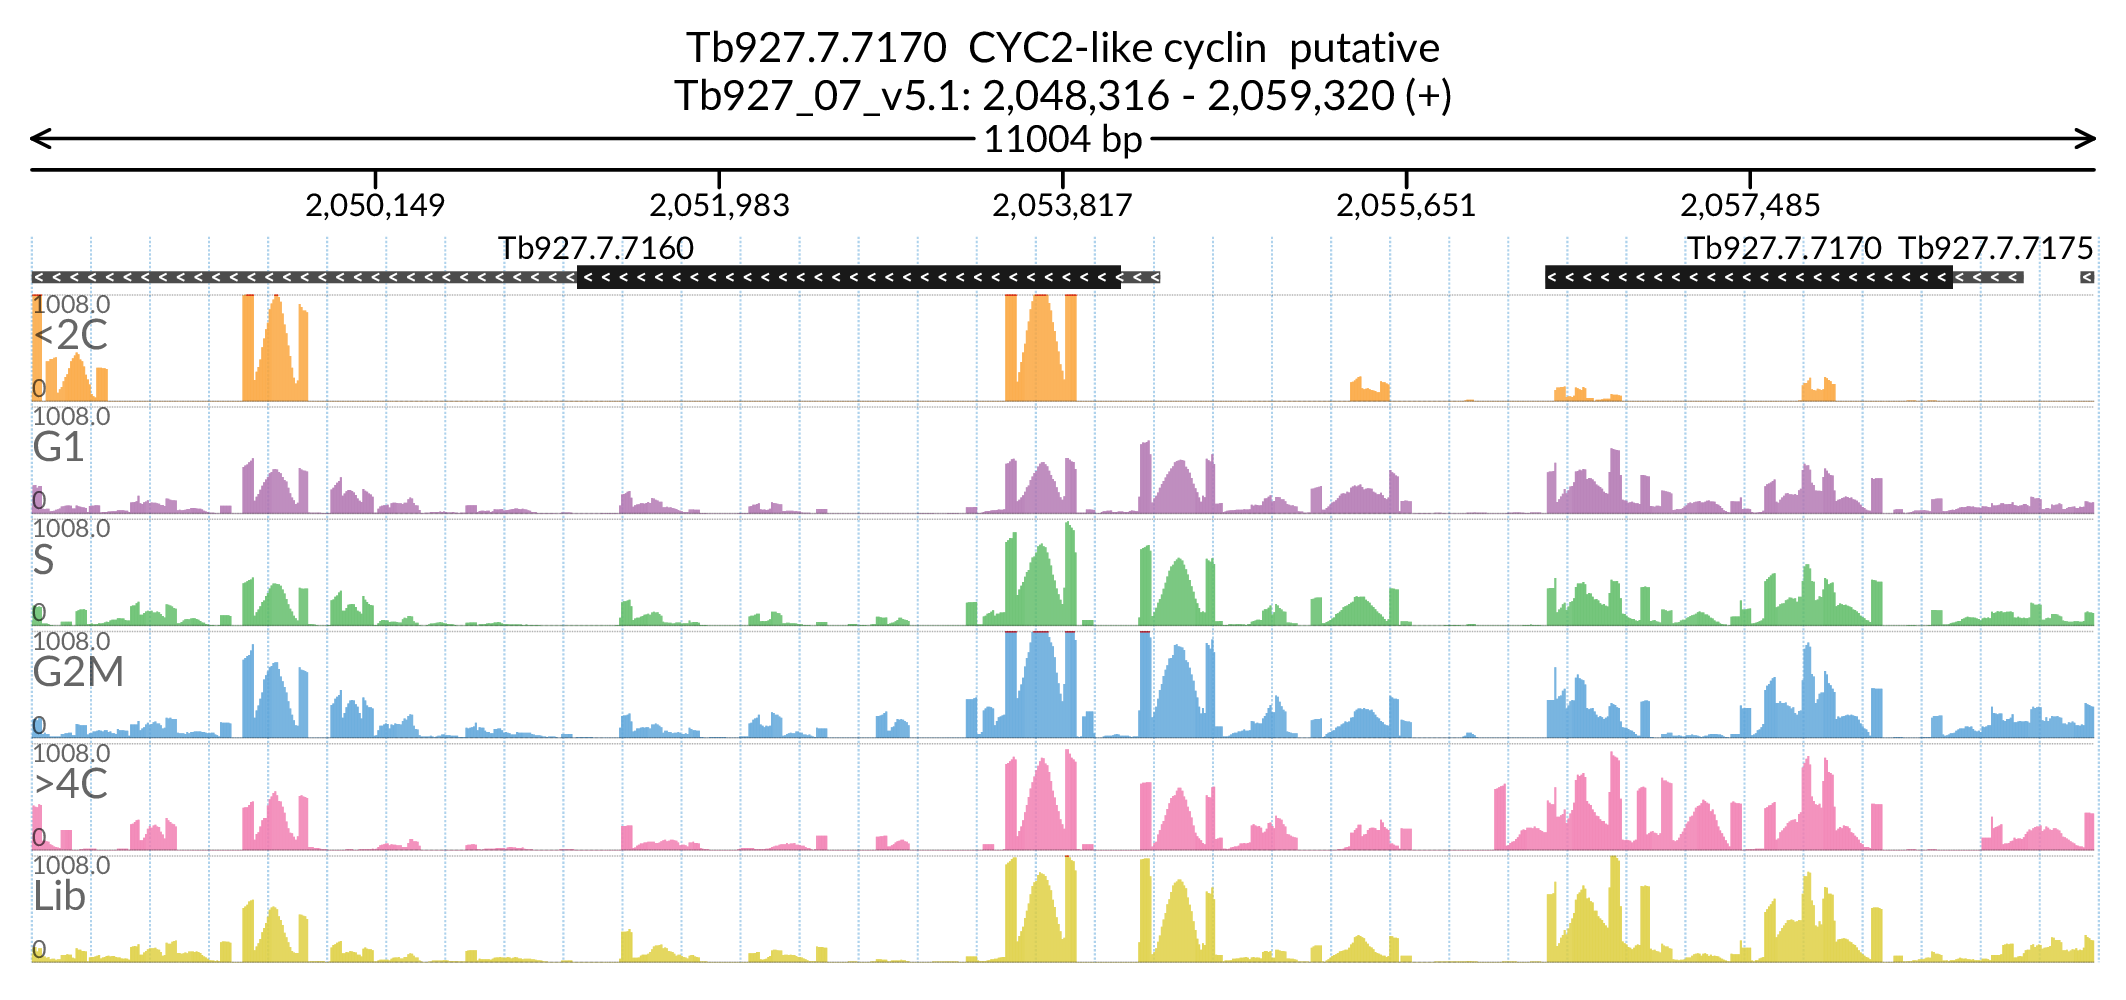 Tb927.7.7170  CYC2-like cyclin  putative
Tb927_07_v5.1: 2,048,316 - 2,059,320 (+)
11004 bp
2,050,149 2,051,983 2,053,817 2,055,651 2,057,485
Tb927.7.7160 Tb927.7.7170 Tb927.7.7175
1008.0
<2C
0
1008.0
G1
0
1008.0
S
0
1008.0
G2M
0
1008.0
>4C
0
1008.0
Lib
0